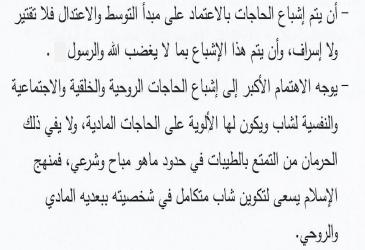 - أن يتم إشباع الحاجات بالاعتماد على مبدأ التوسط والاعتدال فلا تقتير
ولا إسراف، وأن يتم هذا الإشباع بما لا يغضب الله والرسول .
- يوجه الاهتمام الأكبر إلى إشباع الحاجات الروحية والخلقية والاجتماعية
والنفسية لشاب ويكون لها الألوية على الحاجات المادية، ولا يفي ذلك
الحرمان من التمتع بالطيبات في حدود ماهو مباح وشرعي، فمنهج
الإسلام يسعى لتكوين شاب متكامل في شخصيته ببعديه المادي
والروحي.